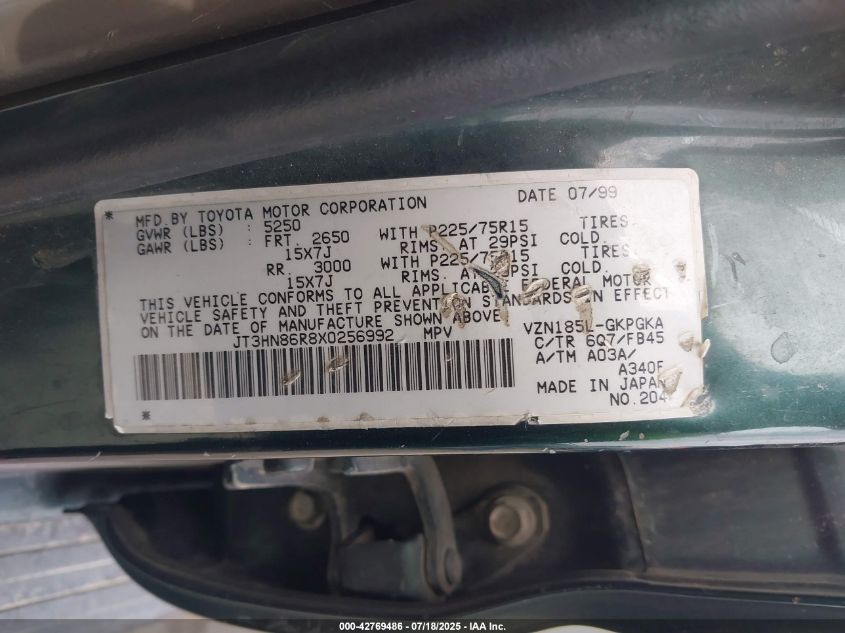 * MFD.BY TOYOTA MOTOR CORPORATION DATE 07/99
GVWR (LBS) : 5250
GAWR (LBS) : FRT. 2650 WITH P225/75R15 TIRES
15X7J RIMS. AT 29PSI COLD.
RR. 3000 WITH P225/75R15 TIRES
15X7J RIMS. AT COLD.
THIS VEHICLE CONFORMS TO ALL APPLICABLE FEDERAL MOTOR
VEHICLE SAFETY AND THEFT PREVENTION STANDARDS IN EFFECT
ON THE DATE OF MANUFACTURE SHOWN ABOVE.
JT3HN86R8X0256992 MPV VZN185L-GKPGKA
C/TR 6Q7/FB45
A/TM A03A/
A340F
MADE IN JAPAN
* NO.204
000-42769486 - 07/18/2025 - IAA Inc.